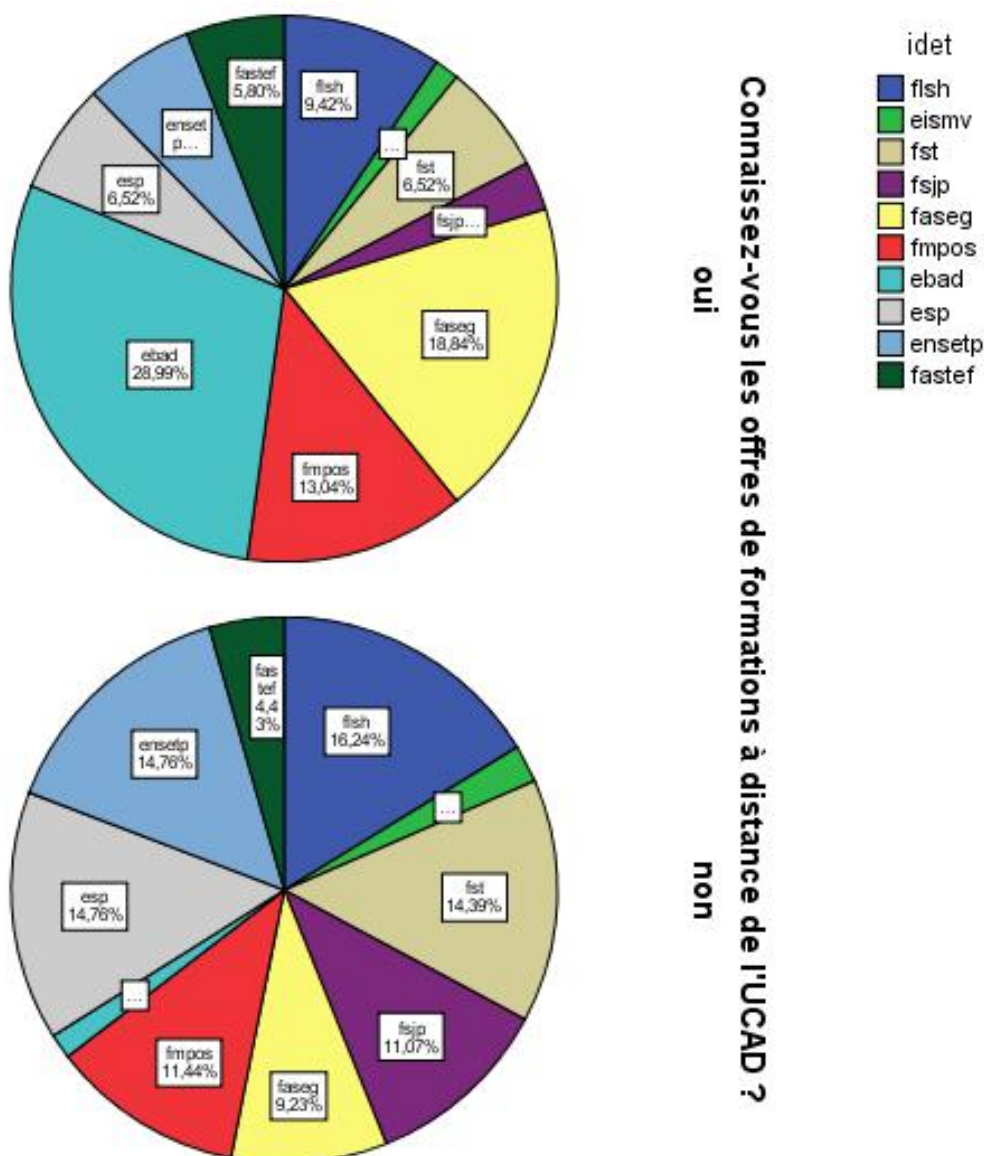 fastef
5,80%
flsh
9,42%
...
fst
6,52%
fsjp...
faseg
18,84%
fmpos
13,04%
ebad
28,99%
esp
6,52%
enset
p...
fas
tef
4,4
3%
flsh
16,24%
...
fst
14,39%
fsjp
11,07%
faseg
9,23%
fmpos
11,44%
...
esp
14,76%
ensetp
14,76%
oui
non
Connaissez-vous les offres de formations à distance de l'UCAD ?
idet
flsh
eismv
fst
fsjp
faseg
fmpos
ebad
esp
ensetp
fastef